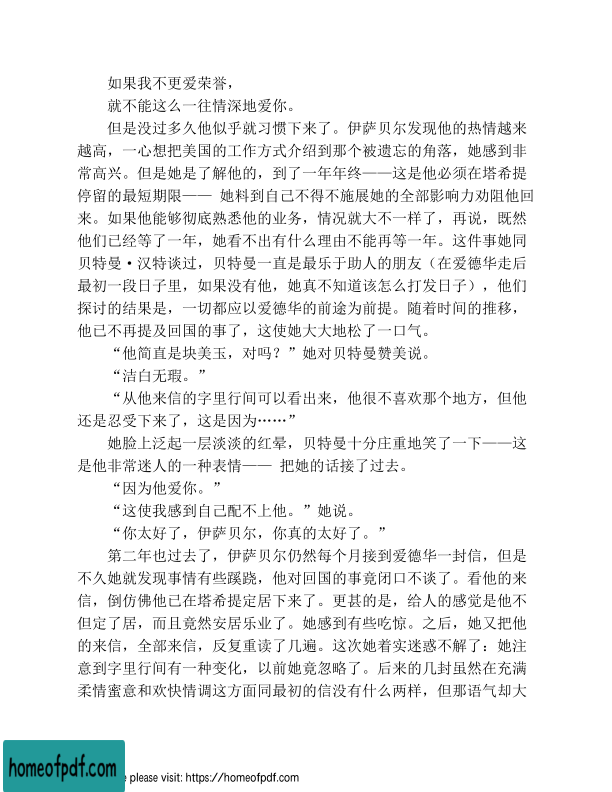 如果我不更爱荣誉，
就不能这么一往情深地爱你。
但是没过多久他似乎就习惯下来了。伊萨贝尔发现他的热情越来
越高，一心想把美国的工作方式介绍到那个被遗忘的角落，她感到非
常高兴。但是她是了解他的，到了一年年终——这是他必须在塔希提
停留的最短期限—— 她料到自己不得不施展她的全部影响力劝阻他回
来。如果他能够彻底熟悉他的业务，情况就大不一样了，再说，既然
他们已经等了一年，她看不出有什么理由不能再等一年。这件事她同
贝特曼·汉特谈过，贝特曼一直是最乐于助人的朋友（在爱德华走后
最初一段日子里，如果没有他，她真不知道该怎么打发日子），他们
探讨的结果是，一切都应以爱德华的前途为前提。随着时间的推移，
他已不再提及回国的事了，这使她大大地松了一口气。
“他简直是块美玉，对吗？”她对贝特曼赞美说。
“洁白无瑕。”
“从他来信的字里行间可以看出来，他很不喜欢那个地方，但他
还是忍受下来了，这是因为……”
她脸上泛起一层淡淡的红晕，贝特曼十分庄重地笑了一下——这
是他非常迷人的一种表情—— 把她的话接了过去。
“因为他爱你。”
“这使我感到自己配不上他。”她说。
“你太好了，伊萨贝尔，你真的太好了。”
第二年也过去了，伊萨贝尔仍然每个月接到爱德华一封信，但是
不久她就发现事情有些蹊跷，他对回国的事竟闭口不谈了。看他的来
信，倒仿佛他已在塔希提定居下来了。更甚的是，给人的感觉是他不
但定了居，而且竟然安居乐业了。她感到有些吃惊。之后，她又把他
的来信，全部来信，反复重读了几遍。这次她着实迷惑不解了：她注
意到字里行间有一种变化，以前她竟忽略了。后来的几封虽然在充满
柔情蜜意和欢快情调这方面同最初的信没有什么两样，但那语气却大
homeofpdf.com
e please visit: https://homeofpdf.com